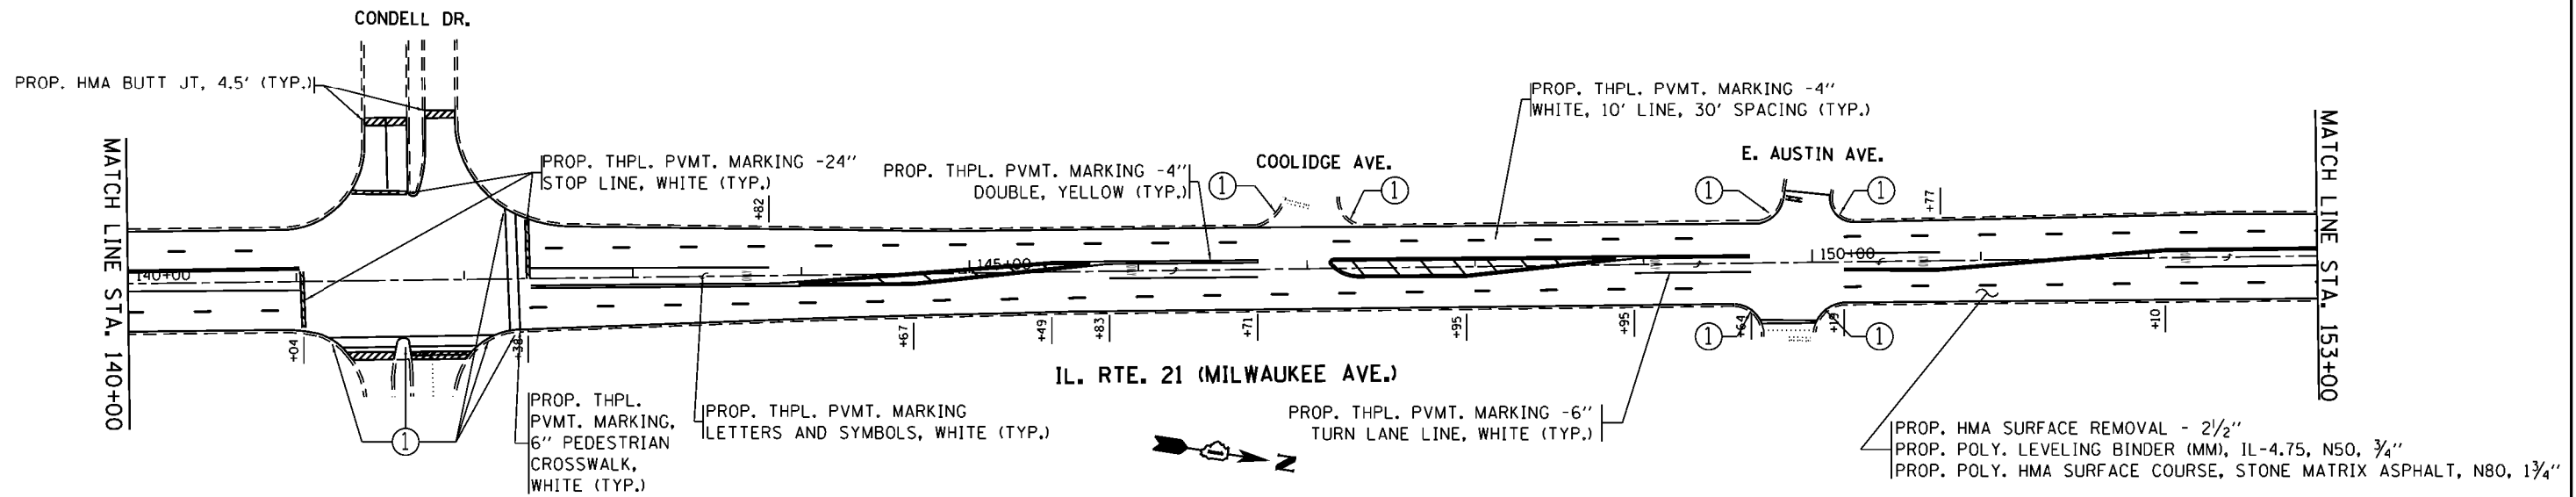 CONDELL DR.
PROP. HMA BUTT JT, 4.5' (TYP.)
PROP. THPL. PVMT. MARKING -4''
WHITE, 10' LINE, 30' SPACING (TYP.)
MATCH LINE STA. 140+00
PROP. THPL. PVMT. MARKING -24''
STOP LINE, WHITE (TYP.)
PROP. THPL. PVMT. MARKING -4''
DOUBLE, YELLOW (TYP.)
COOLIDGE AVE.
E. AUSTIN AVE.
MATCH LINE STA. 153+00
1
1
1
1
+82
+77
140+00
145+00
150+00
+04
+38
+67
+49
+83
+71
+95
+95
+64
+19
+10
1
1
1
IL. RTE. 21 (MILWAUKEE AVE.)
PROP. THPL.
PVMT. MARKING,
6'' PEDESTRIAN
CROSSWALK,
WHITE (TYP.)
PROP. THPL. PVMT. MARKING
LETTERS AND SYMBOLS, WHITE (TYP.)
PROP. THPL. PVMT. MARKING -6''
TURN LANE LINE, WHITE (TYP.)
Z
PROP. HMA SURFACE REMOVAL - 2½''
PROP. POLY. LEVELING BINDER (MM), IL-4.75, N50, ¾''
PROP. POLY. HMA SURFACE COURSE, STONE MATRIX ASPHALT, N80, 1¾''